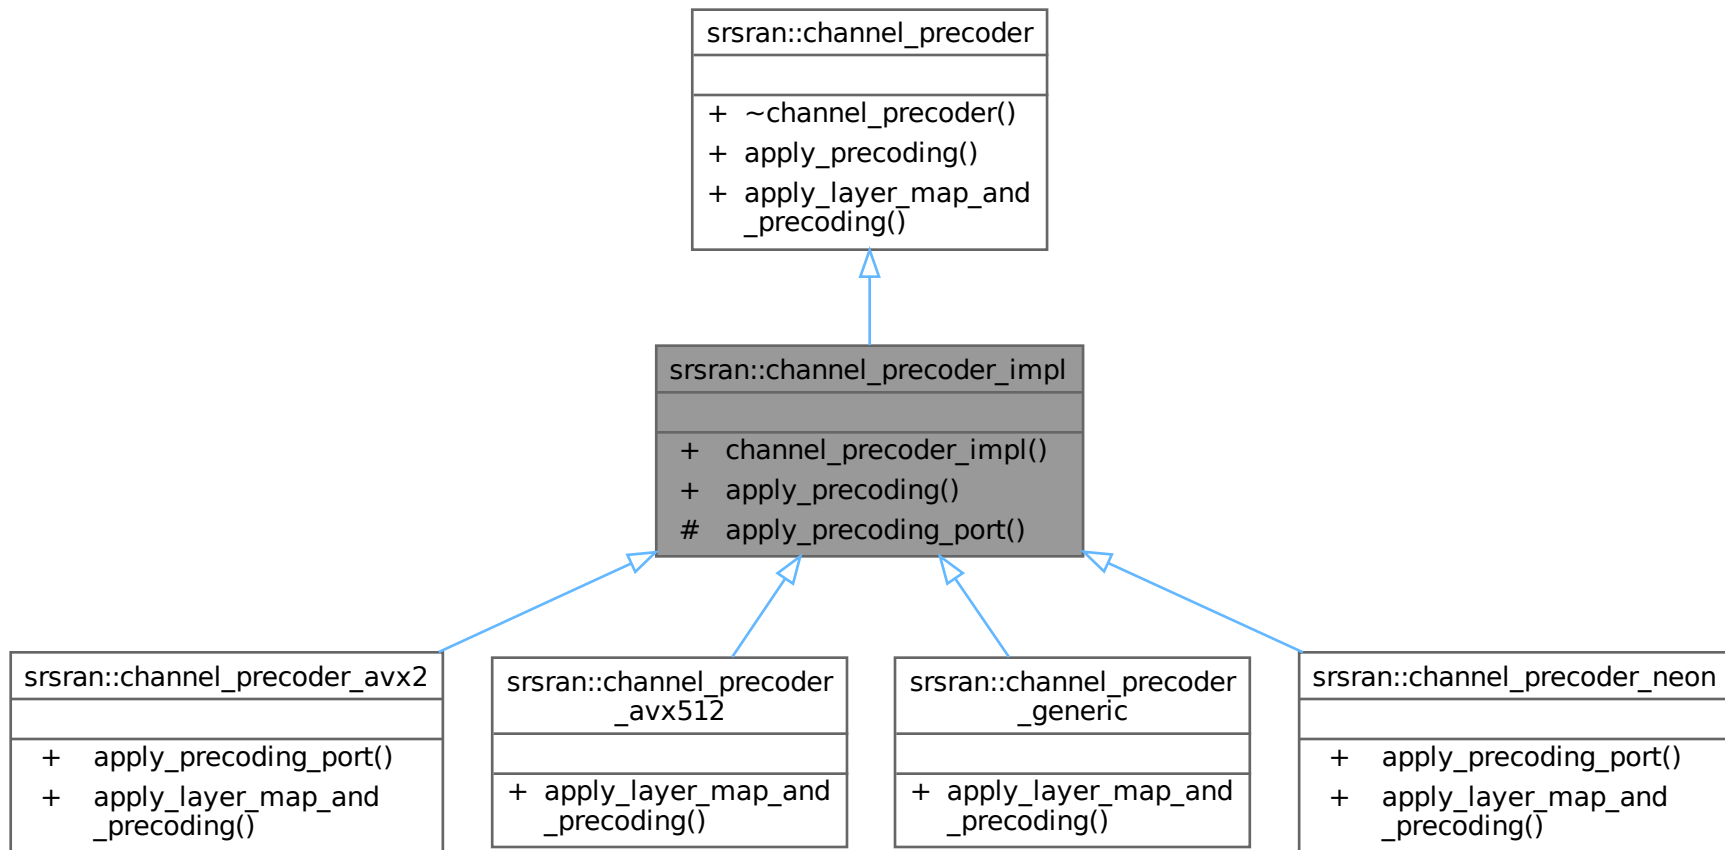 srsran::channel_precoder
+ ~channel_precoder()
+ apply_precoding()
+ apply_layer_map_and
_precoding()
srsran::channel_precoder_impl
+ channel_precoder_impl()
+ apply_precoding()
# apply_precoding_port()
srsran::channel_precoder_avx2
+ apply_precoding_port()
+ apply_layer_map_and
_precoding()
srsran::channel_precoder
_avx512
+ apply_layer_map_and
_precoding()
srsran::channel_precoder
_generic
+ apply_layer_map_and
_precoding()
srsran::channel_precoder_neon
+ apply_precoding_port()
+ apply_layer_map_and
_precoding()